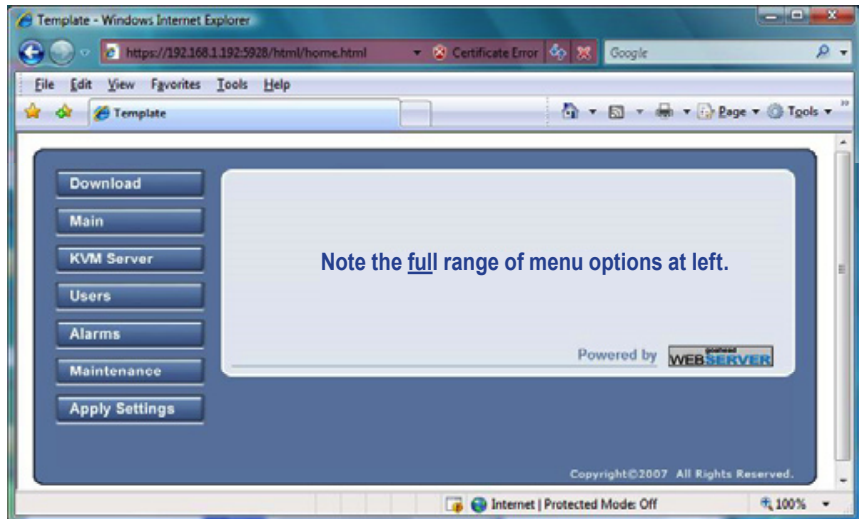 Template - Windows Internet Explorer
https://192.168.1.192:5928/html/home.html
Certificate Error
Google
File Edit View Favorites Tools Help
Template
Page
Tools
Download
Main
KVM Server
Users
Alarms
Maintenance
Apply Settings
Note the full range of menu options at left.
Powered by
goahead
WEBSERVER
Copyright©2007 All Rights Reserved.
Internet | Protected Mode: Off
100%